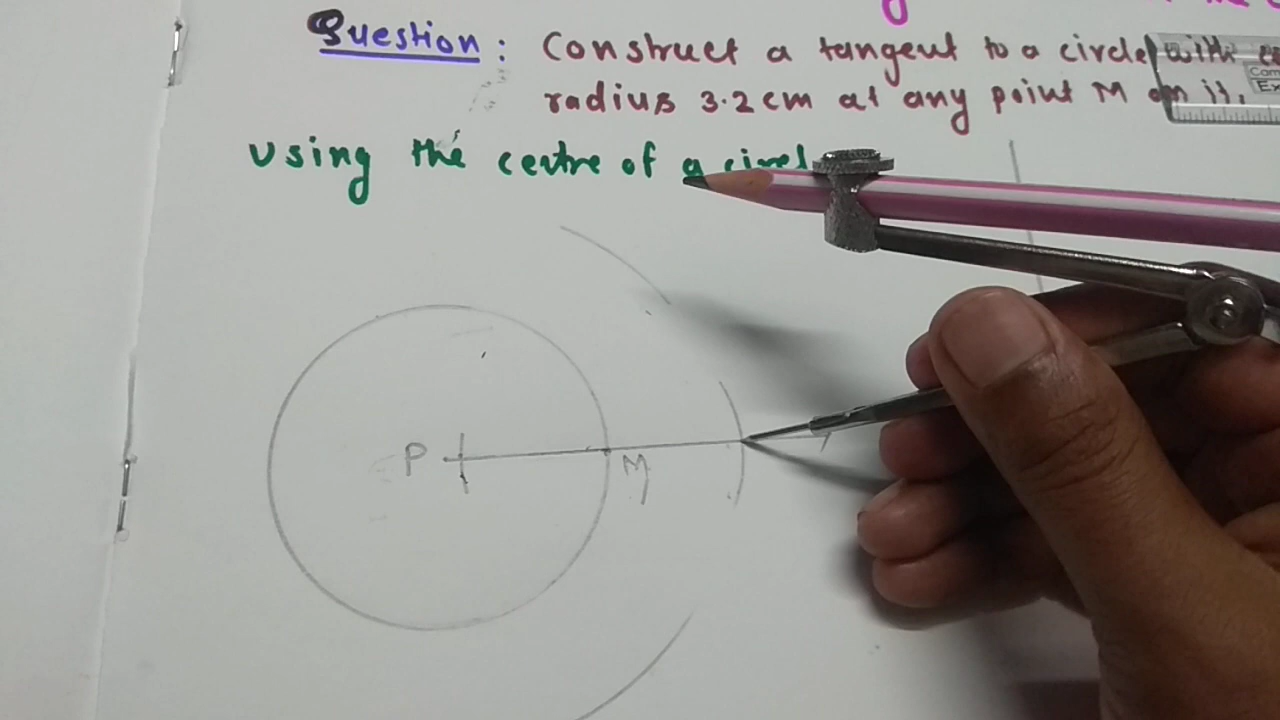 Question: Construct a tangent to a circle with
radius 3.2 cm at any point M on it.
Using the centre of a
P
M